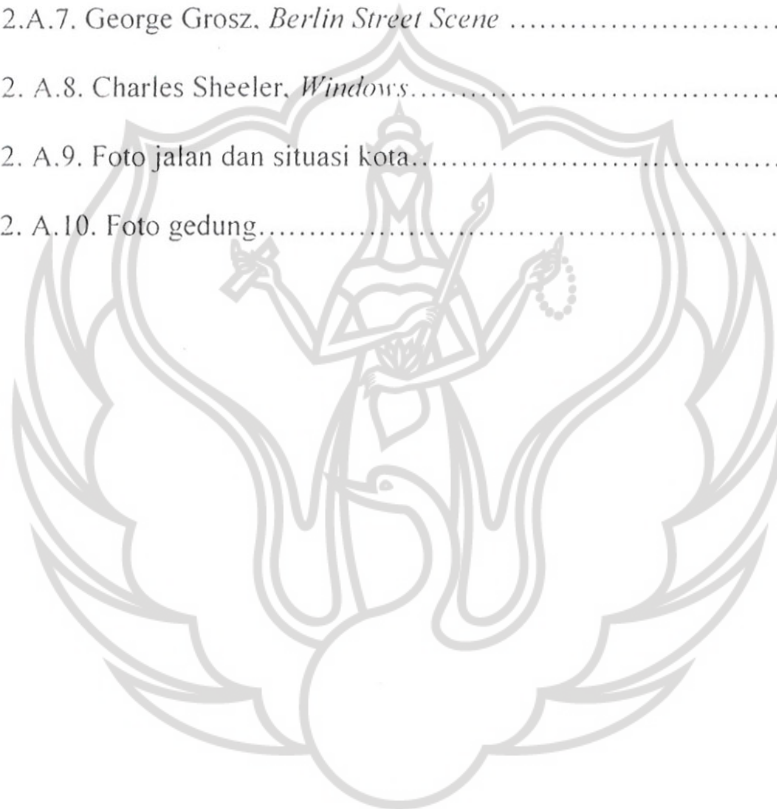 2.A.7. George Grosz, Berlin Street Scene ..............................
2. A.8. Charles Sheeler, Windows..........................................
2. A.9. Foto jalan dan situasi kota..........................................
2. A.10. Foto gedung............................................................